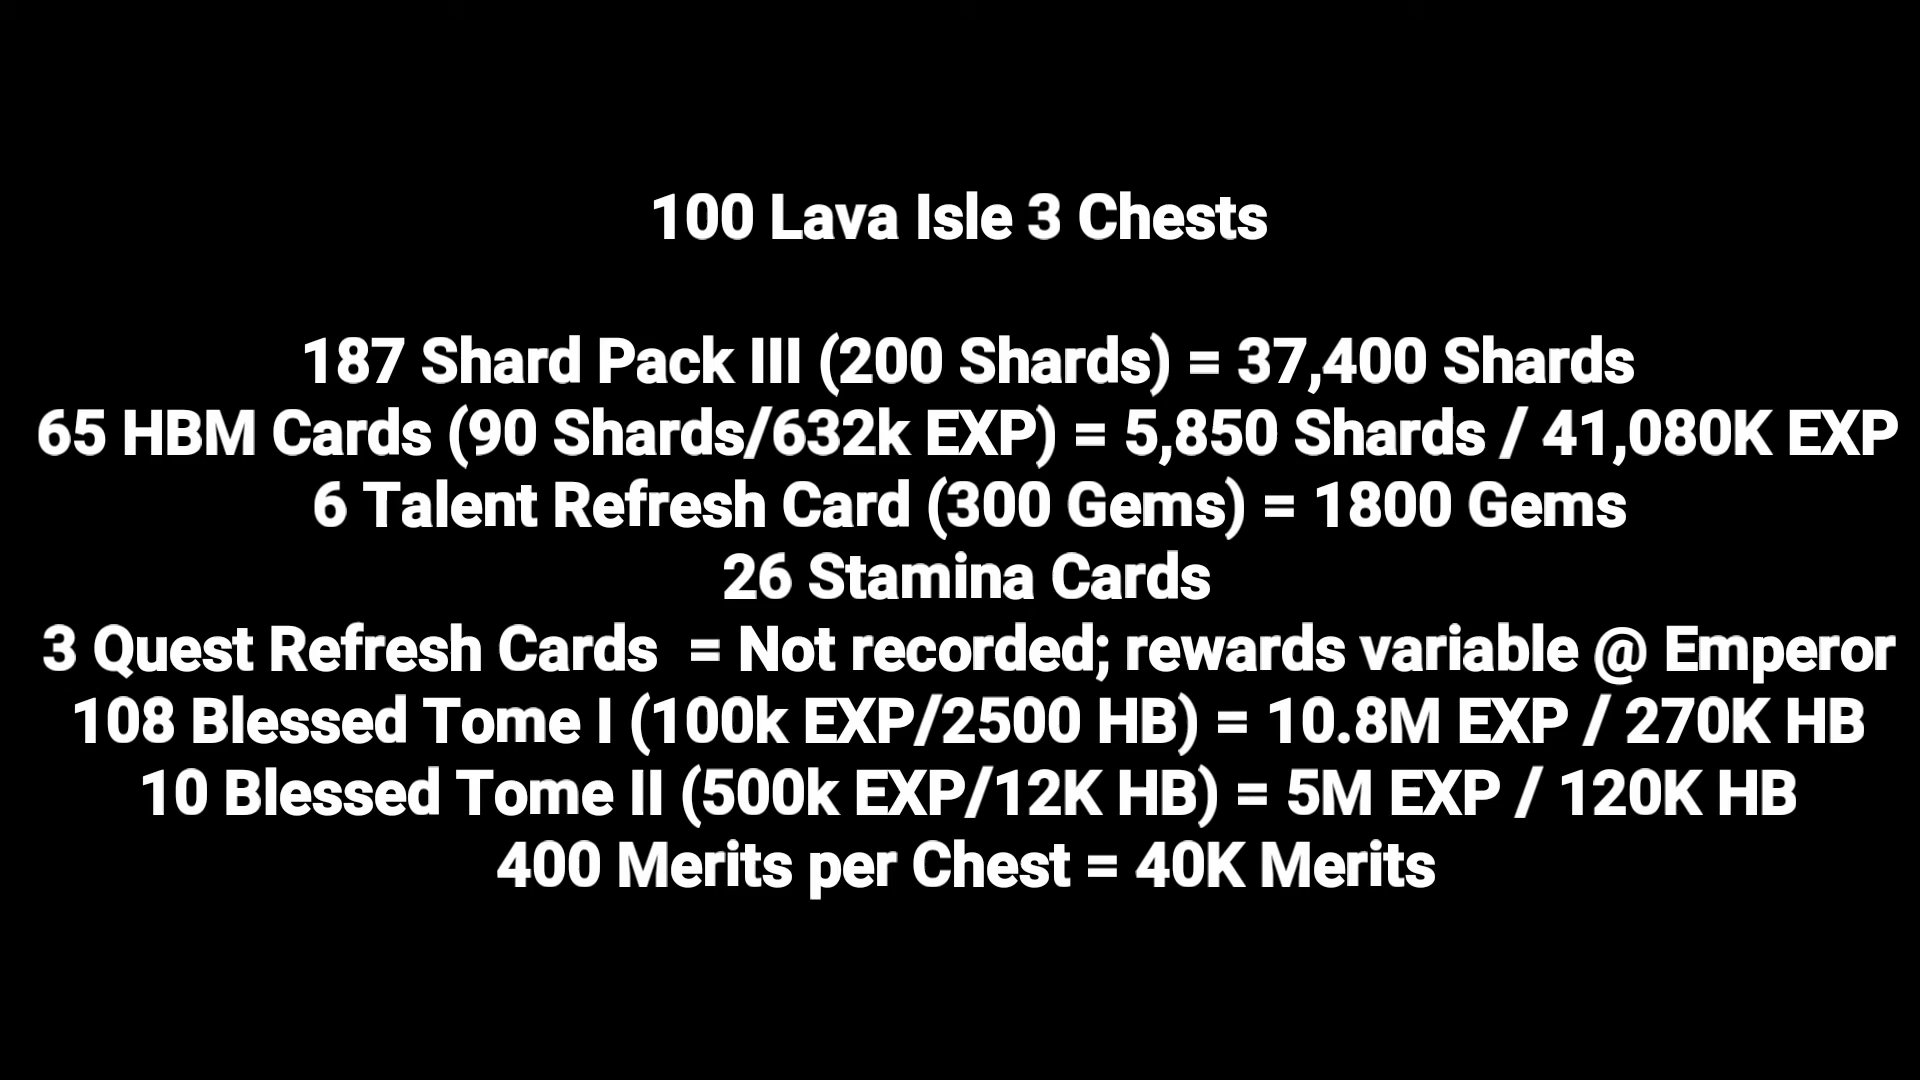 100 Lava Isle 3 Chests
187 Shard Pack III (200 Shards) = 37,400 Shards
65 HBM Cards (90 Shards/632k EXP) = 5,850 Shards / 41,080K EXP
6 Talent Refresh Card (300 Gems) = 1800 Gems
26 Stamina Cards
3 Quest Refresh Cards  = Not recorded; rewards variable @ Emperor
108 Blessed Tome I (100k EXP/2500 HB) = 10.8M EXP / 270K HB
10 Blessed Tome II (500k EXP/12K HB) = 5M EXP / 120K HB
400 Merits per Chest = 40K Merits